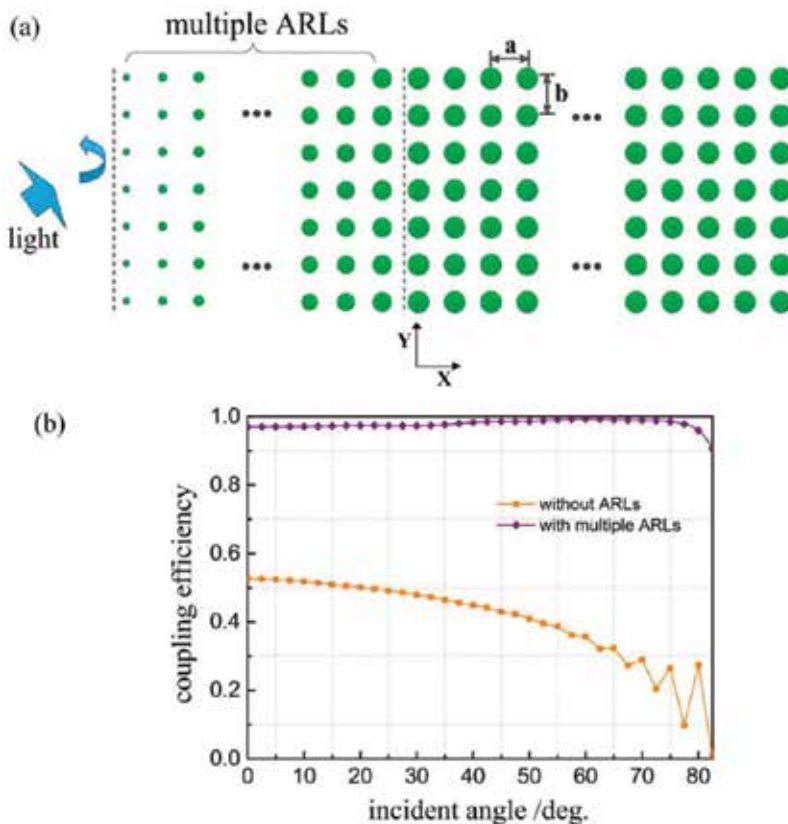 (a)
multiple ARLs
a
b
light
Y
X
(b)
1.0
0.8
0.6
0.4
0.2
0.0
coupling efficiency
without ARLs
with multiple ARLs
0 10 20 30 40 50 60 70 80
incident angle /deg.